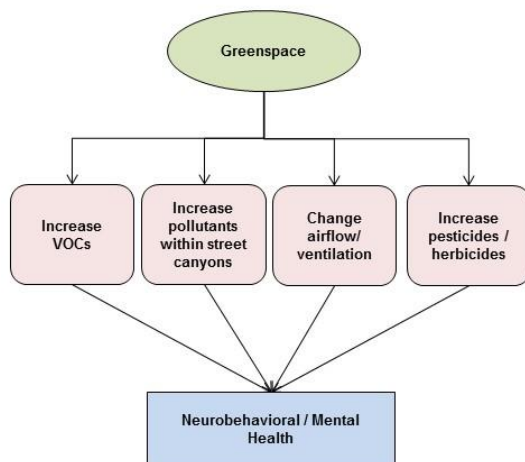 Greenspace
Increase
VOCs
Increase
pollutants
within street
canyons
Change
airflow/
ventilation
Increase
pesticides /
herbicides
Neurobehavioral / Mental
Health